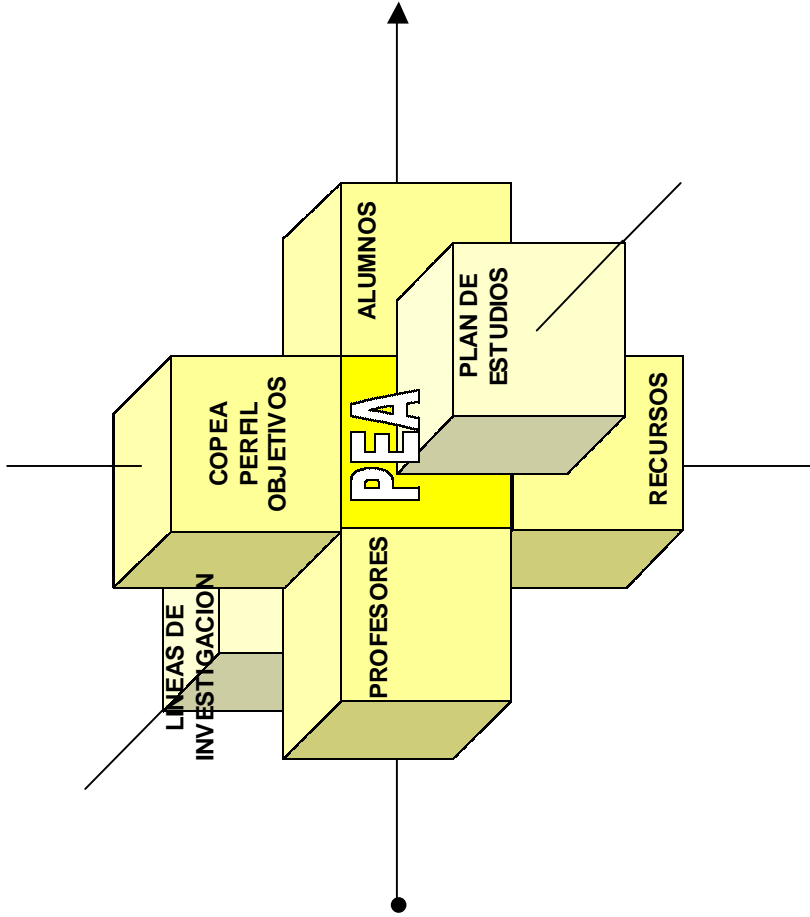 LINEAS DE
INVESTIGACION
COPEA
PERFIL
OBJETIVOS
PROFESORES
PEA
ALUMNOS
PLAN DE
ESTUDIOS
RECURSOS